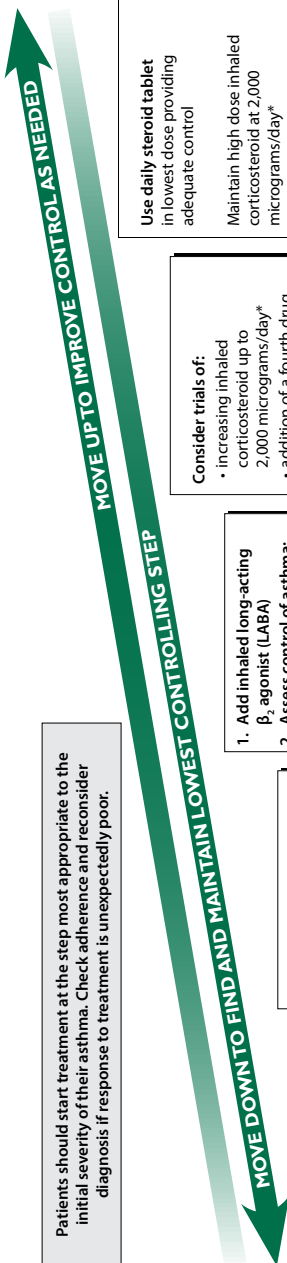 Patients should start treatment at the step most appropriate to the
initial severity of their asthma. Check adherence and reconsider
diagnosis if response to treatment is unexpectedly poor.
MOVE UP TO IMPROVE CONTROL AS NEEDED
MOVE DOWN TO FIND AND MAINTAIN LOWEST CONTROLLING STEP
1. Add inhaled long-acting
β2 agonist (LABA)
2. Assess control of asthma:
Consider trials of:
• increasing inhaled
corticosteroid up to
2,000 micrograms/day*
• addition of a fourth drug
Use daily steroid tablet
in lowest dose providing
adequate control
Maintain high dose inhaled
corticosteroid at 2,000
micrograms/day*